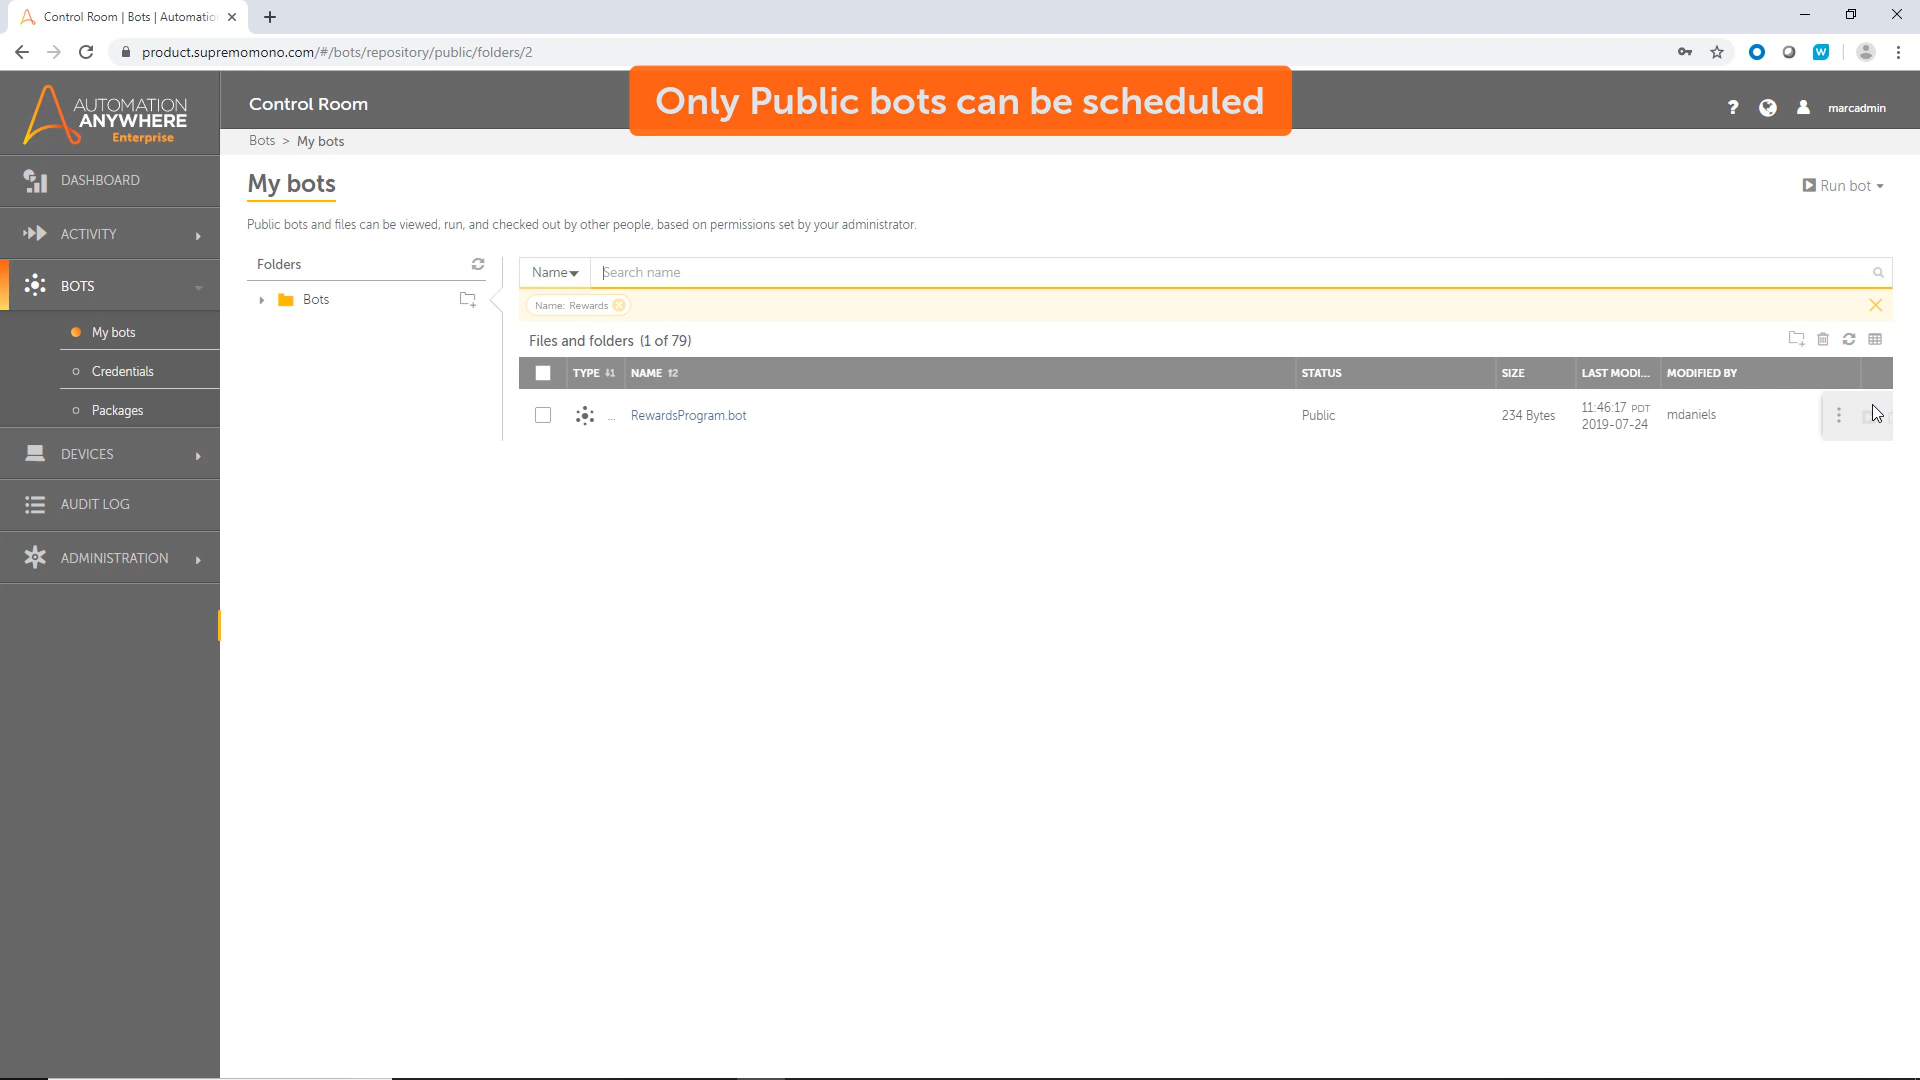 Control Room | Bots | Automatio
product.supremomono.com/#/bots/repository/public/folders/2
Only Public bots can be scheduled
AUTOMATION
ANYWHERE
Enterprise
Control Room
? marcadmin
Bots > My bots
DASHBOARD
ACTIVITY
BOTS
My bots
Credentials
Packages
DEVICES
AUDIT LOG
ADMINISTRATION
My bots
Run bot
Public bots and files can be viewed, run, and checked out by other people, based on permissions set by your administrator.
Folders
Bots
Name
Search name
Name: Rewards
Files and folders (1 of 79)
TYPE NAME STATUS SIZE LAST MODI... MODIFIED BY
... RewardsProgram.bot Public 234 Bytes 11:46:17 PDT mdaniels
2019-07-24